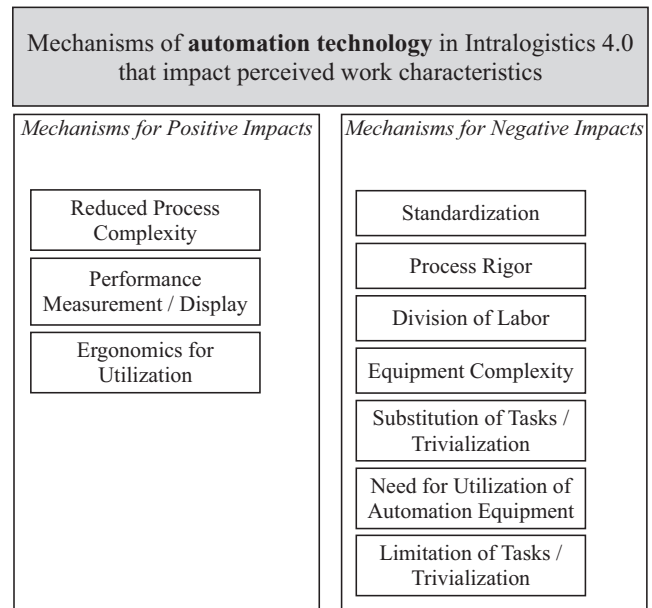 Mechanisms of automation technology in Intralogistics 4.0
that impact perceived work characteristics
Mechanisms for Positive Impacts
Reduced Process
Complexity
Performance
Measurement / Display
Ergonomics for
Utilization
Mechanisms for Negative Impacts
Standardization
Process Rigor
Division of Labor
Equipment Complexity
Substitution of Tasks /
Trivialization
Need for Utilization of
Automation Equipment
Limitation of Tasks /
Trivialization